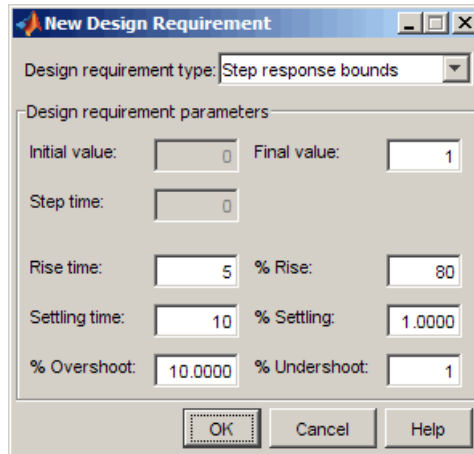 New Design Requirement
Design requirement type: Step response bounds
Design requirement parameters
Initial value: 0 Final value: 1
Step time: 0
Rise time: 5 % Rise: 80
Settling time: 10 % Settling: 1.0000
% Overshoot: 10.0000 % Undershoot: 1
OK Cancel Help